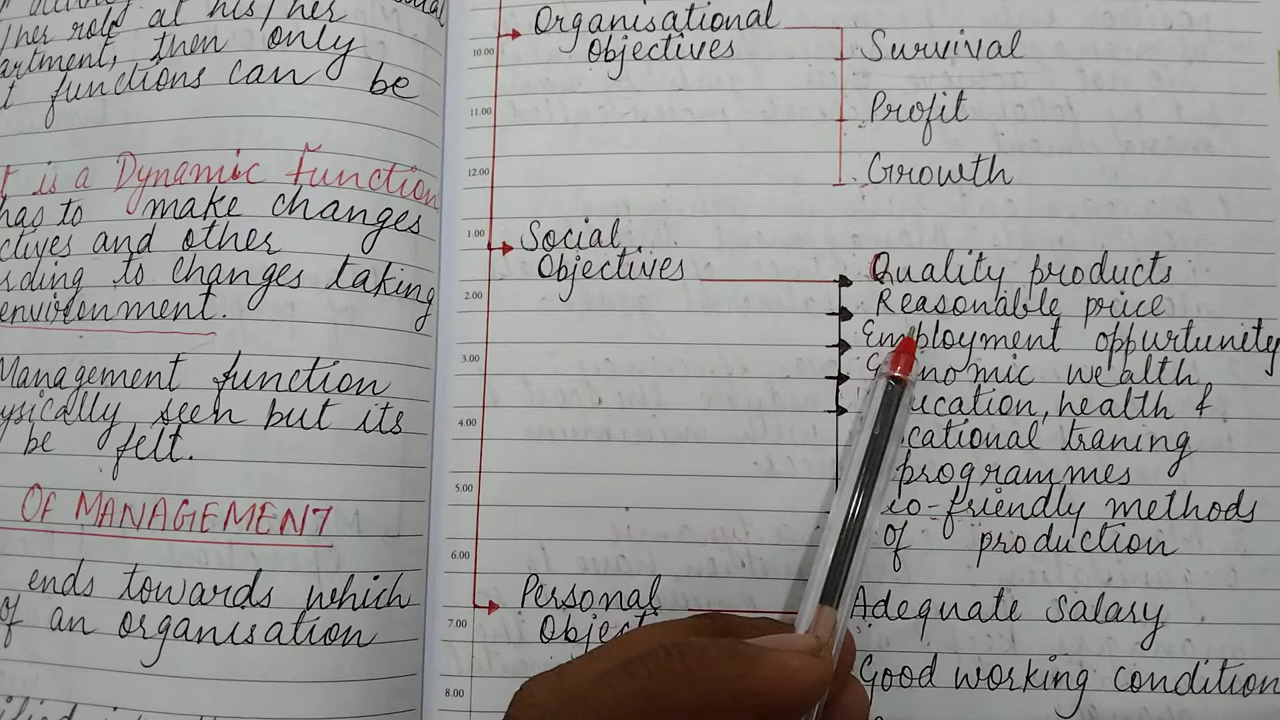 /her role at his/her
artment, then only
t functions can be
t is a Dynamic Function
has to make changes
ctives and other
rding to changes taking
environment.
Management function
ysically seen but its
be felt.
OF MANAGEMENT
ends towards which
of an organisation
10.00
11.00
12.00
1.00
2.00
3.00
4.00
5.00
6.00
7.00
8.00
Organisational
Objectives
Survival
Profit
Growth
Social
Objectives
Quality products
Reasonable price
Employment oppurtunity
nomic wealth
ucation, health &
cational traning
programmes
co-friendly methods
of production
Personal
Object
Adequate salary
Good working condition